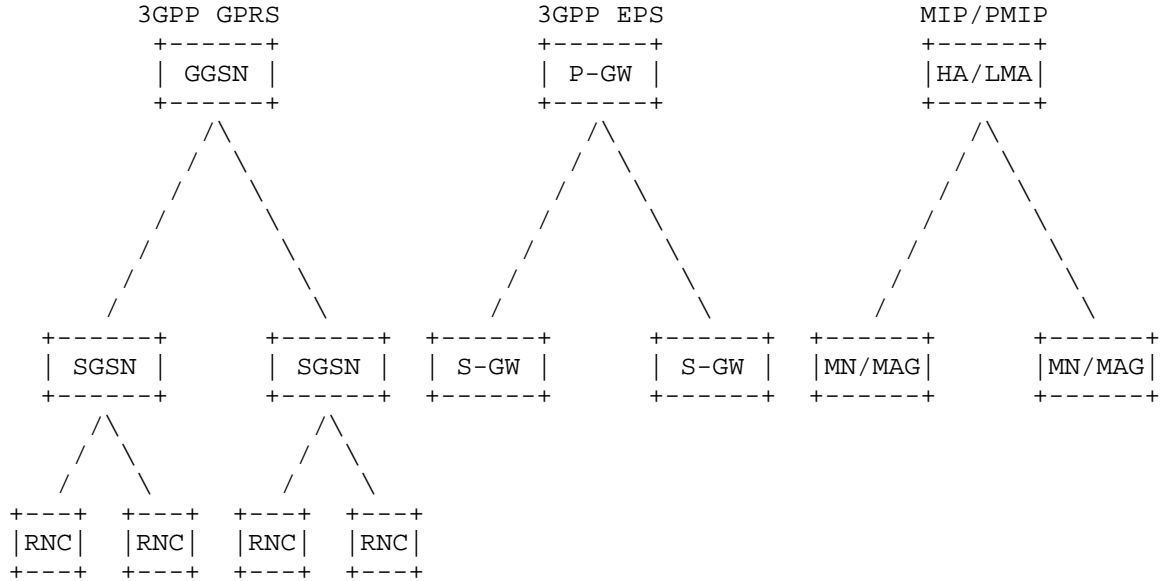 3GPP GPRS 3GPP EPS MIP/PMIP
GGSN P-GW HA/LMA
SGSN SGSN S-GW S-GW MN/MAG MN/MAG
RNC RNC RNC RNC